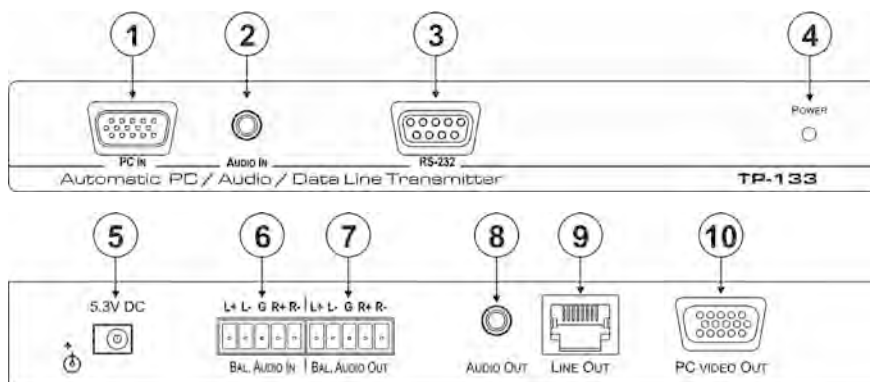 1 2 3 4
POWER
PC IN AUDIO IN RS-232
Automatic PC / Audio / Data Line Transmitter TP-133
5 6 7 8 9 10
5.3V DC L+ L- G R+ R- L+ L- G R+ R-
BAL. AUDIO IN BAL. AUDIO OUT AUDIO OUT LINE OUT PC VIDEO OUT